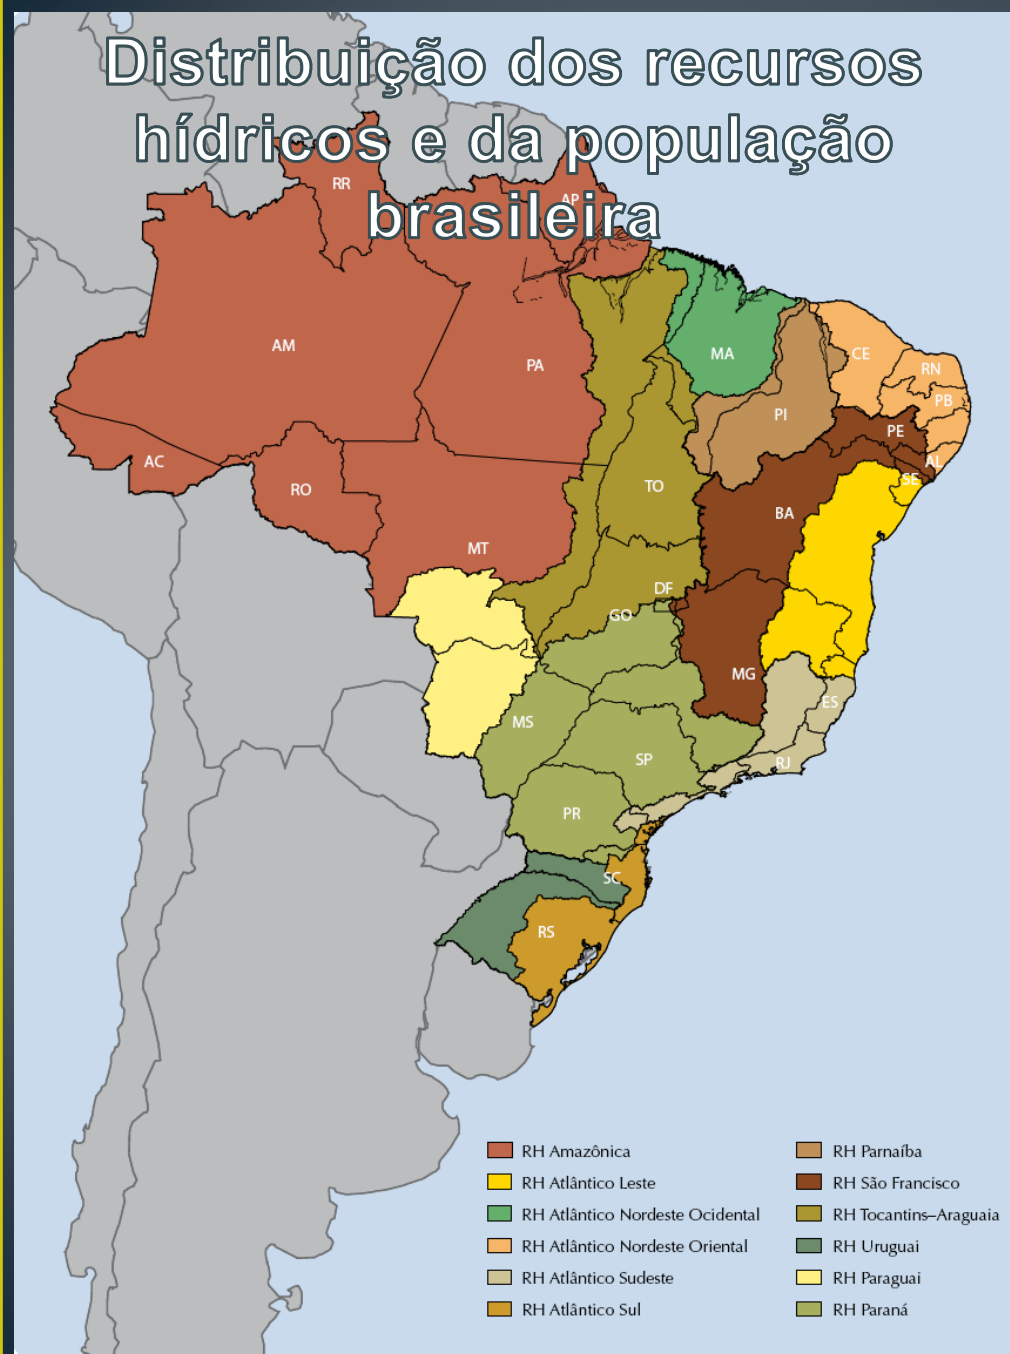 Distribuição dos recursos
hídricos e da população
brasileira
RR
AP
AM
PA
MA
CE
RN
PB
PI
PE
AL
SE
AC
RO
TO
BA
MT
DF
GO
MG
ES
MS
SP
RJ
PR
SC
RS
RH Amazônica
RH Atlântico Leste
RH Atlântico Nordeste Ocidental
RH Atlântico Nordeste Oriental
RH Atlântico Sudeste
RH Atlântico Sul
RH Parnaíba
RH São Francisco
RH Tocantins–Araguaia
RH Uruguai
RH Paraguai
RH Paraná